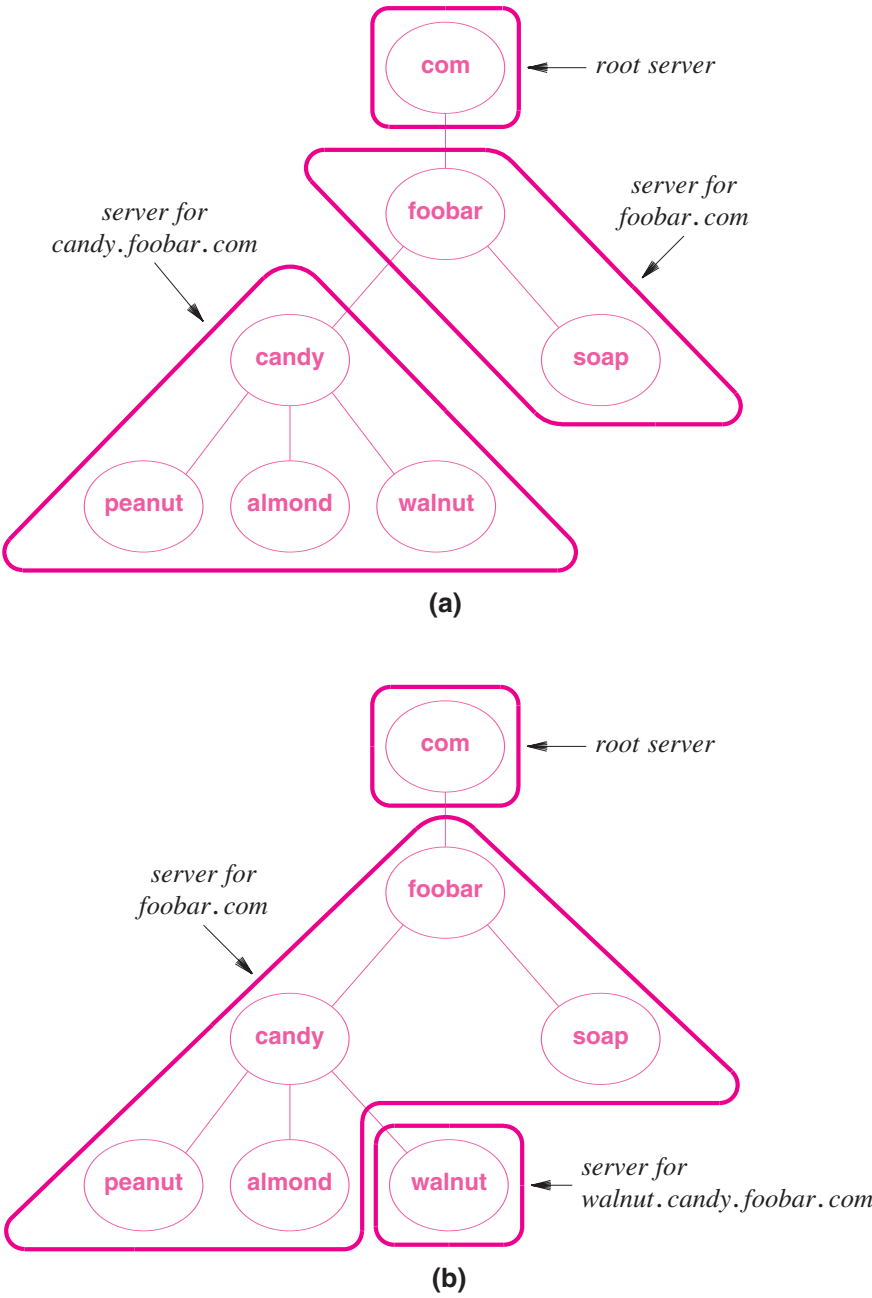 com
root server
foobar
server for
foobar.com
server for
candy.foobar.com
candy
soap
peanut
almond
walnut
(a)
com
root server
server for
foobar.com
foobar
candy
soap
peanut
almond
walnut
server for
walnut.candy.foobar.com
(b)